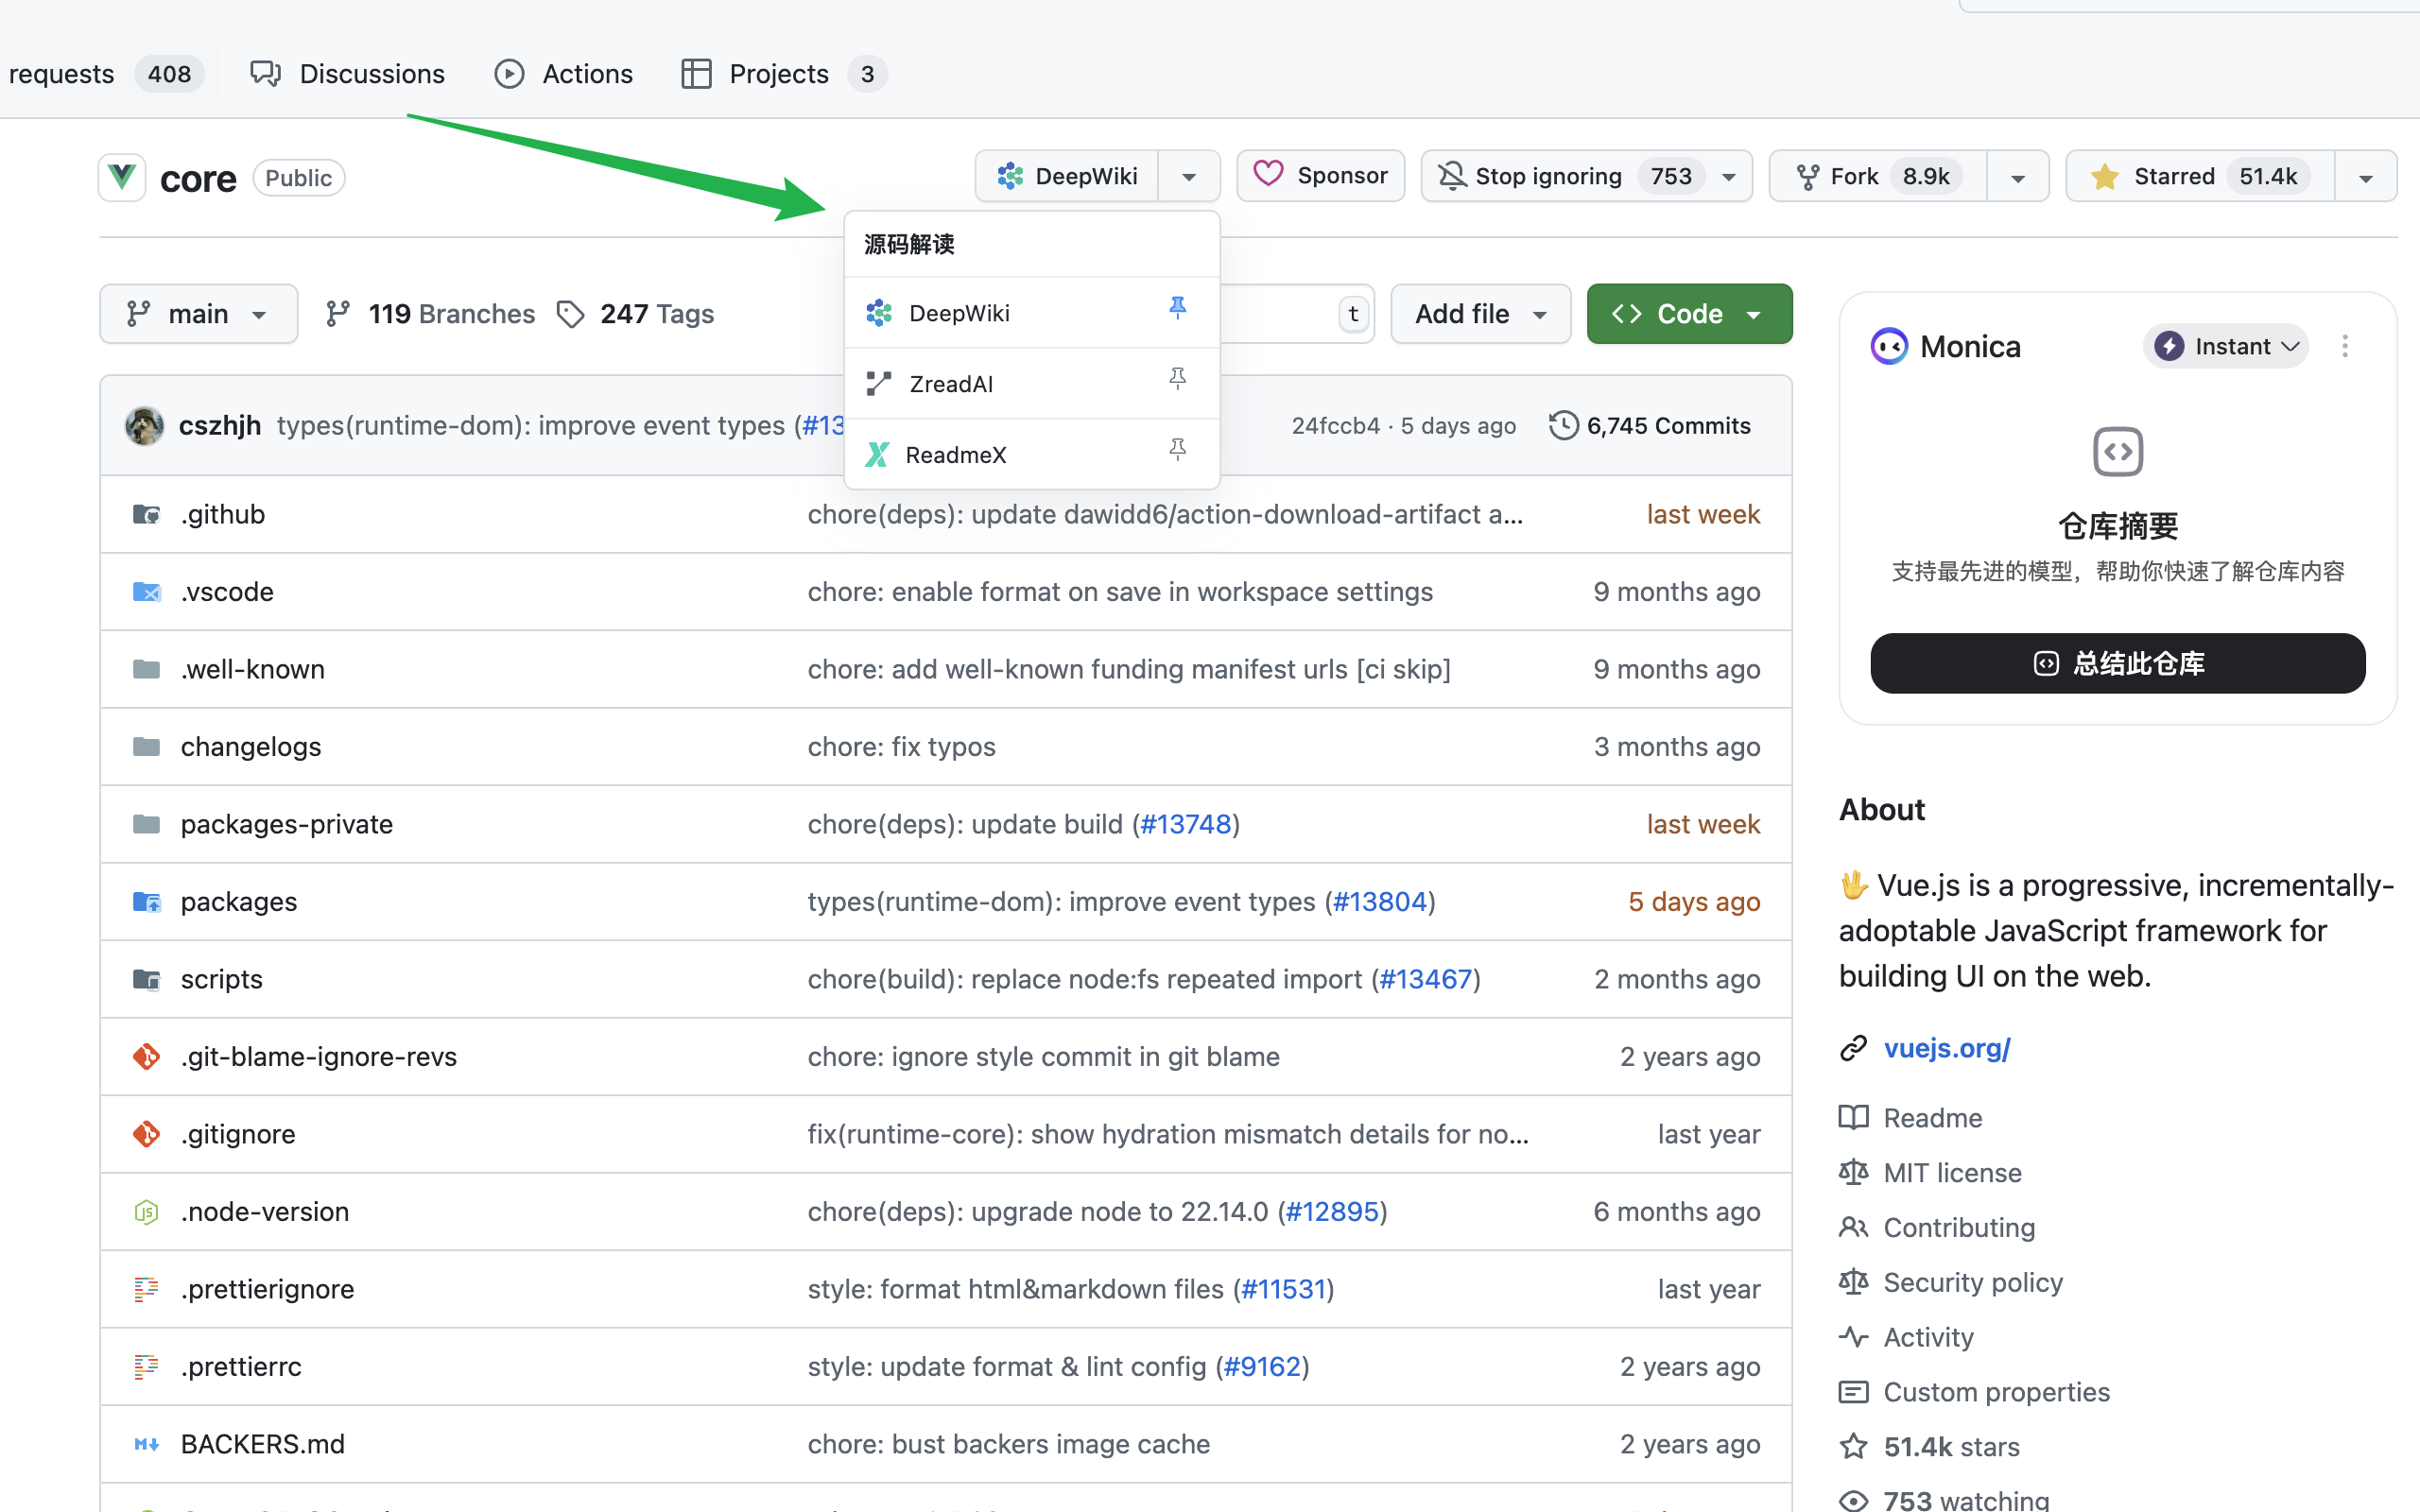 requests 408 Discussions Actions Projects 3
core Public DeepWiki Sponsor Stop ignoring 753 Fork 8.9k Starred 51.4k
源码解读
DeepWiki
ZreadAI
ReadmeX
main 119 Branches 247 Tags t Add file Code
cszhjh types(runtime-dom): improve event types (#13 24fccb4 · 5 days ago 6,745 Commits
.github chore(deps): update dawidd6/action-download-artifact a... last week
.vscode chore: enable format on save in workspace settings 9 months ago
.well-known chore: add well-known funding manifest urls [ci skip] 9 months ago
changelogs chore: fix typos 3 months ago
packages-private chore(deps): update build (#13748) last week
packages types(runtime-dom): improve event types (#13804) 5 days ago
scripts chore(build): replace node:fs repeated import (#13467) 2 months ago
.git-blame-ignore-revs chore: ignore style commit in git blame 2 years ago
.gitignore fix(runtime-core): show hydration mismatch details for no... last year
.node-version chore(deps): upgrade node to 22.14.0 (#12895) 6 months ago
.prettierignore style: format html&markdown files (#11531) last year
.prettierrc style: update format & lint config (#9162) 2 years ago
BACKERS.md chore: bust backers image cache 2 years ago
Monica Instant
仓库摘要
支持最先进的模型，帮助你快速了解仓库内容
总结此仓库
About
🖖 Vue.js is a progressive, incrementally-
adoptable JavaScript framework for
building UI on the web.
vuejs.org/
Readme
MIT license
Contributing
Security policy
Activity
Custom properties
51.4k stars
753 watching